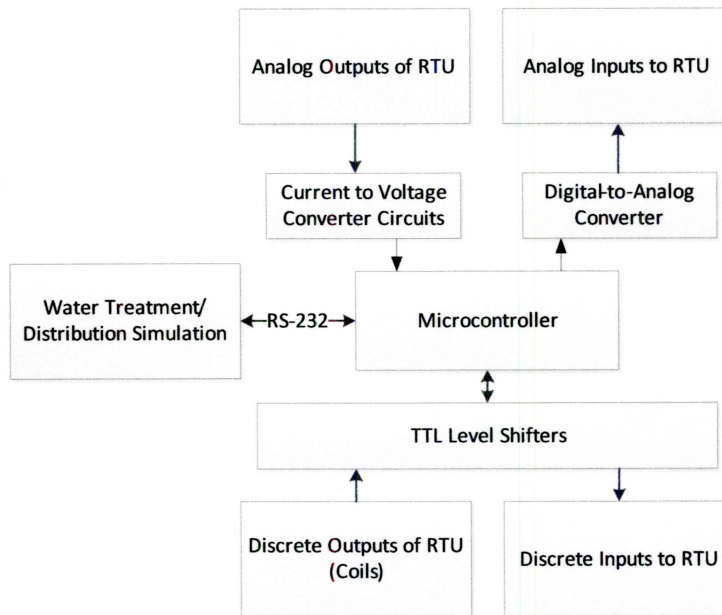 Analog Outputs of RTU
Analog Inputs to RTU
Current to Voltage
Converter Circuits
Digital-to-Analog
Converter
Water Treatment/
Distribution Simulation
RS-232
Microcontroller
TTL Level Shifters
Discrete Outputs of RTU
(Coils)
Discrete Inputs to RTU